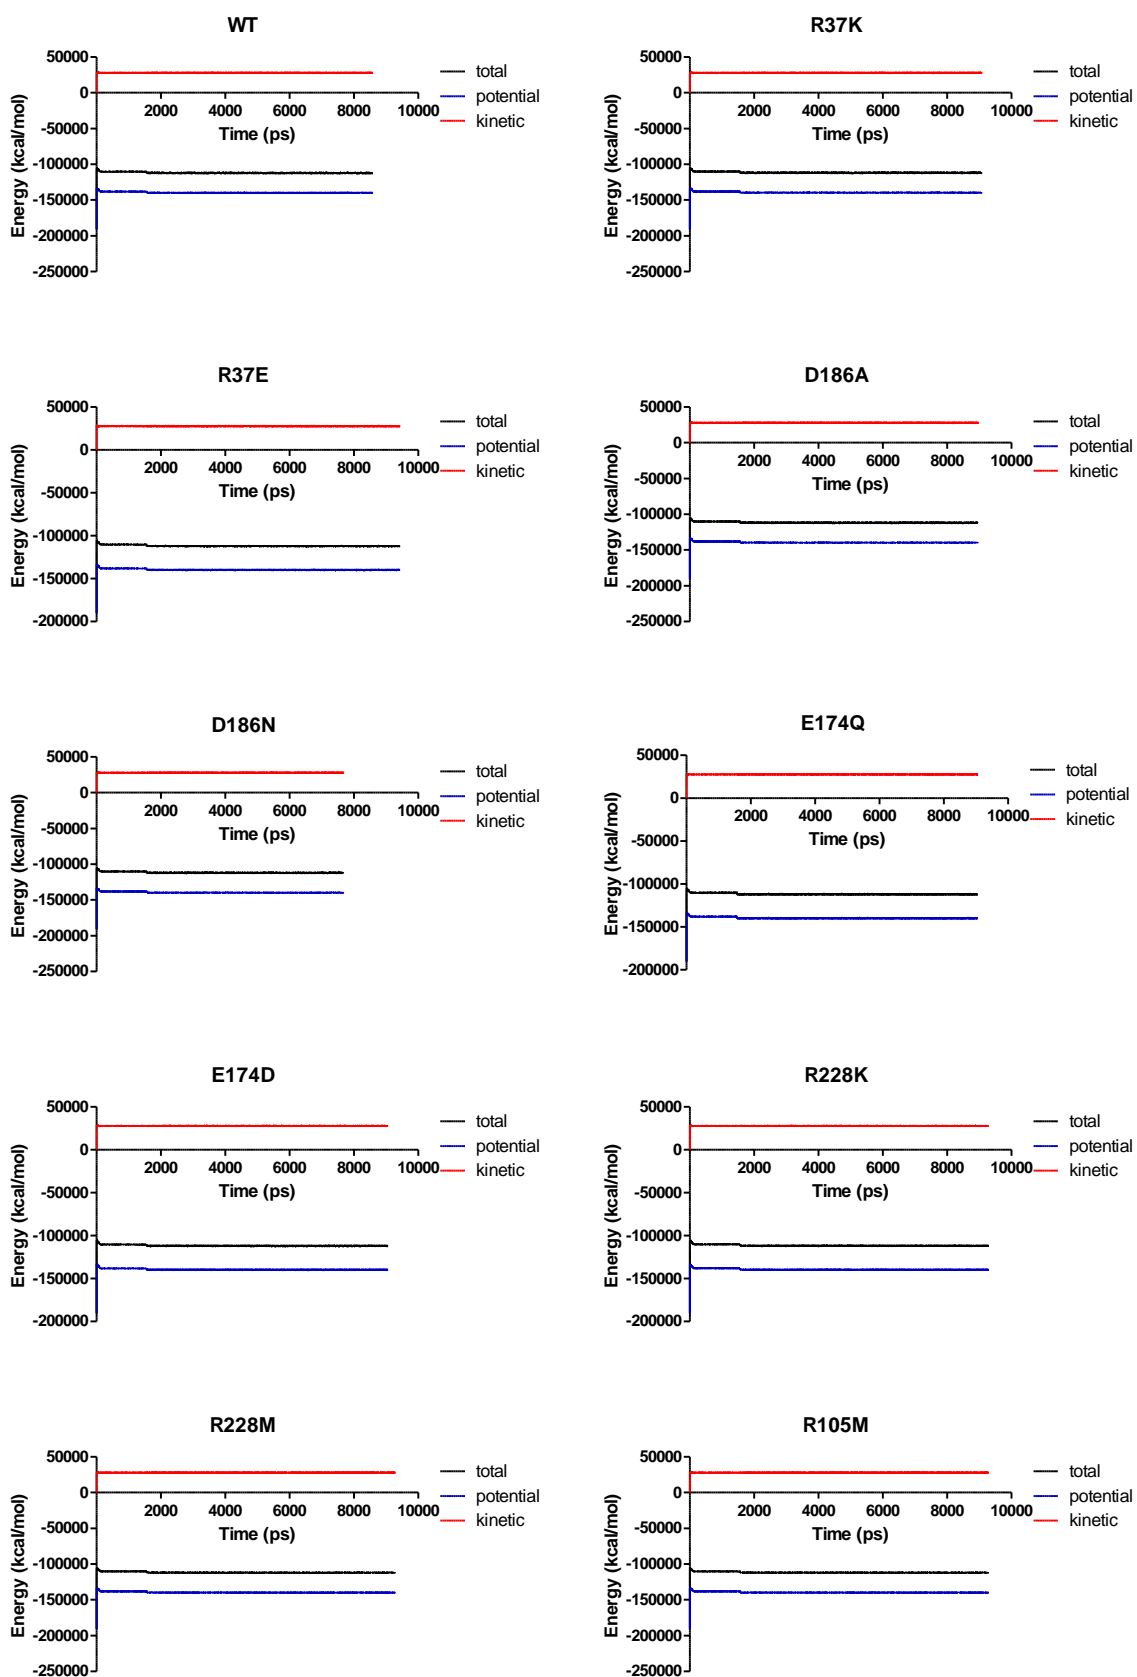 WT
50000
0
-50000
-100000
-150000
-200000
-250000
2000 4000 6000 8000 10000
Time (ps)
Energy (kcal/mol)
total
potential
kinetic
R37K
50000
0
-50000
-100000
-150000
-200000
-250000
2000 4000 6000 8000 10000
Time (ps)
Energy (kcal/mol)
total
potential
kinetic
R37E
50000
0
-50000
-100000
-150000
-200000
2000 4000 6000 8000 10000
Time (ps)
Energy (kcal/mol)
total
potential
kinetic
D186A
50000
0
-50000
-100000
-150000
-200000
-250000
2000 4000 6000 8000 10000
Time (ps)
Energy (kcal/mol)
total
potential
kinetic
D186N
50000
0
-50000
-100000
-150000
-200000
-250000
2000 4000 6000 8000 10000
Time (ps)
Energy (kcal/mol)
total
potential
kinetic
E174Q
50000
0
-50000
-100000
-150000
-200000
2000 4000 6000 8000 10000
Time (ps)
Energy (kcal/mol)
total
potential
kinetic
E174D
50000
0
-50000
-100000
-150000
-200000
2000 4000 6000 8000 10000
Time (ps)
Energy (kcal/mol)
total
potential
kinetic
R228K
50000
0
-50000
-100000
-150000
-200000
2000 4000 6000 8000 10000
Time (ps)
Energy (kcal/mol)
total
potential
kinetic
R228M
50000
0
-50000
-100000
-150000
-200000
-250000
2000 4000 6000 8000 10000
Time (ps)
Energy (kcal/mol)
total
potential
kinetic
R105M
50000
0
-50000
-100000
-150000
-200000
-250000
2000 4000 6000 8000 10000
Time (ps)
Energy (kcal/mol)
total
potential
kinetic